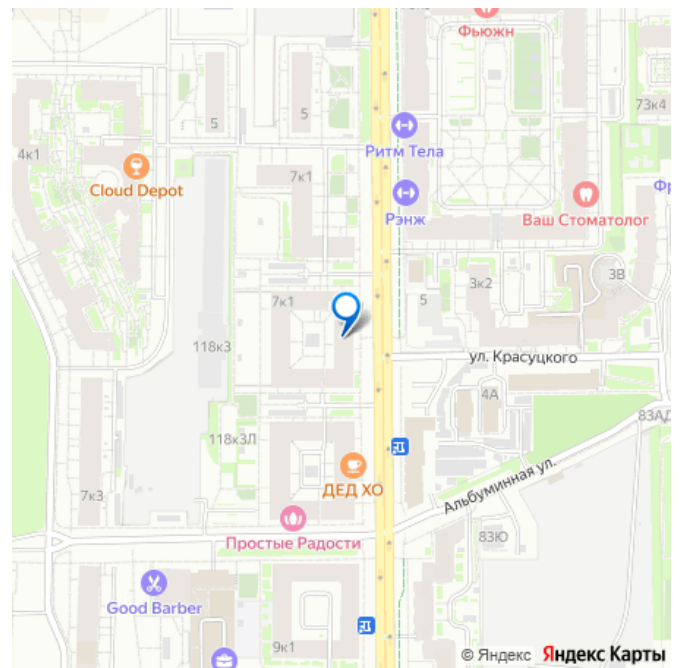 Фьюжн
73к4
5
5
Ритм Тела
4к1
Cloud Depot
7к1
Рэнж
Ваш Стоматолог
3В
3к2
7к1
5
118к3
ул. Красуцкого
4А
83АД
118к3Л
ДЕД ХО
Альбуминная ул.
7к3
Простые Радости
83Ю
Good Barber
9к1
© Яндекс Яндекс Карты